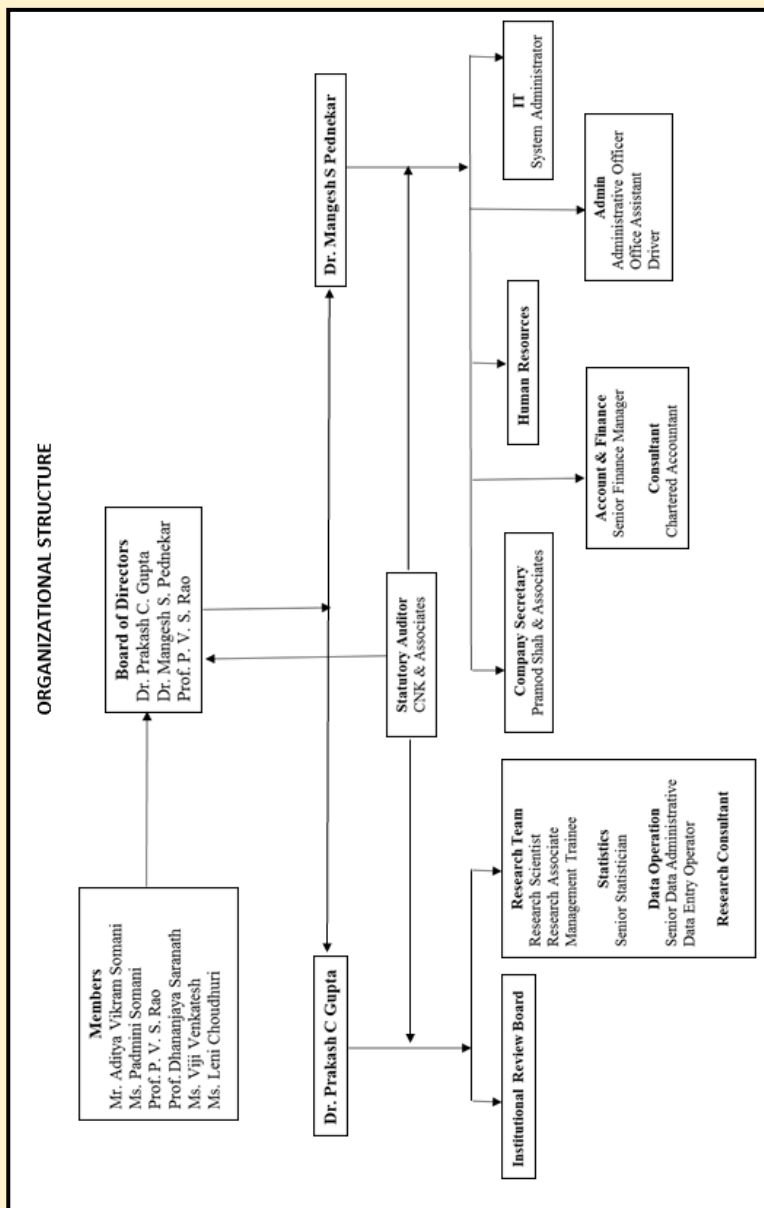 ORGANIZATIONAL STRUCTURE
Members
Mr. Aditya Vikram Somani
Ms. Padmini Somani
Prof. P. V. S. Rao
Prof. Dhananjaya Saranath
Ms. Viji Venkatesh
Ms. Leni Choudhuri
Board of Directors
Dr. Prakash C. Gupta
Dr. Mangesh S, Pednekar
Prof. P. V. S. Rao
Dr. Prakash C Gupta
Dr. Mangesh S Pednekar
Statutory Auditor
CNK & Associates
Institutional Review Board
Research Team
Research Scientist
Research Associate
Management Trainee
Statistics
Senior Statistician
Data Operation
Senior Data Administrative
Data Entry Operator
Research Consultant
Company Secretary
Pramod Shah & Associates
Account & Finance
Senior Finance Manager
Consultant
Chartered Accountant
Human Resources
Admin
Administrative Officer
Office Assistant
Driver
IT
System Administrator